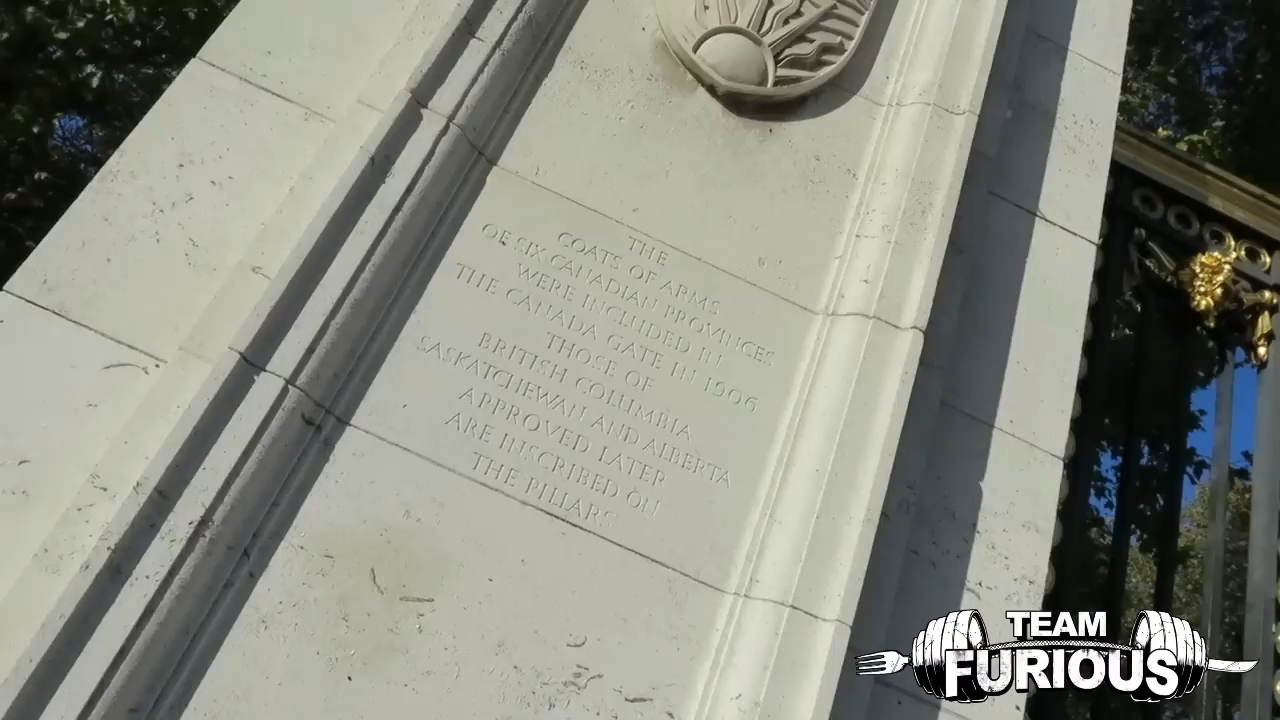 THE
COATS OF ARMS
OF SIX CANADIAN PROVINCES
WERE INCLUDED IN
THE CANADA GATE IN 1906
THOSE OF
BRITISH COLUMBIA
SASKATCHEWAN AND ALBERTA
APPROVED LATER
ARE INSCRIBED ON
THE PILLARS
TEAM
FURIOUS